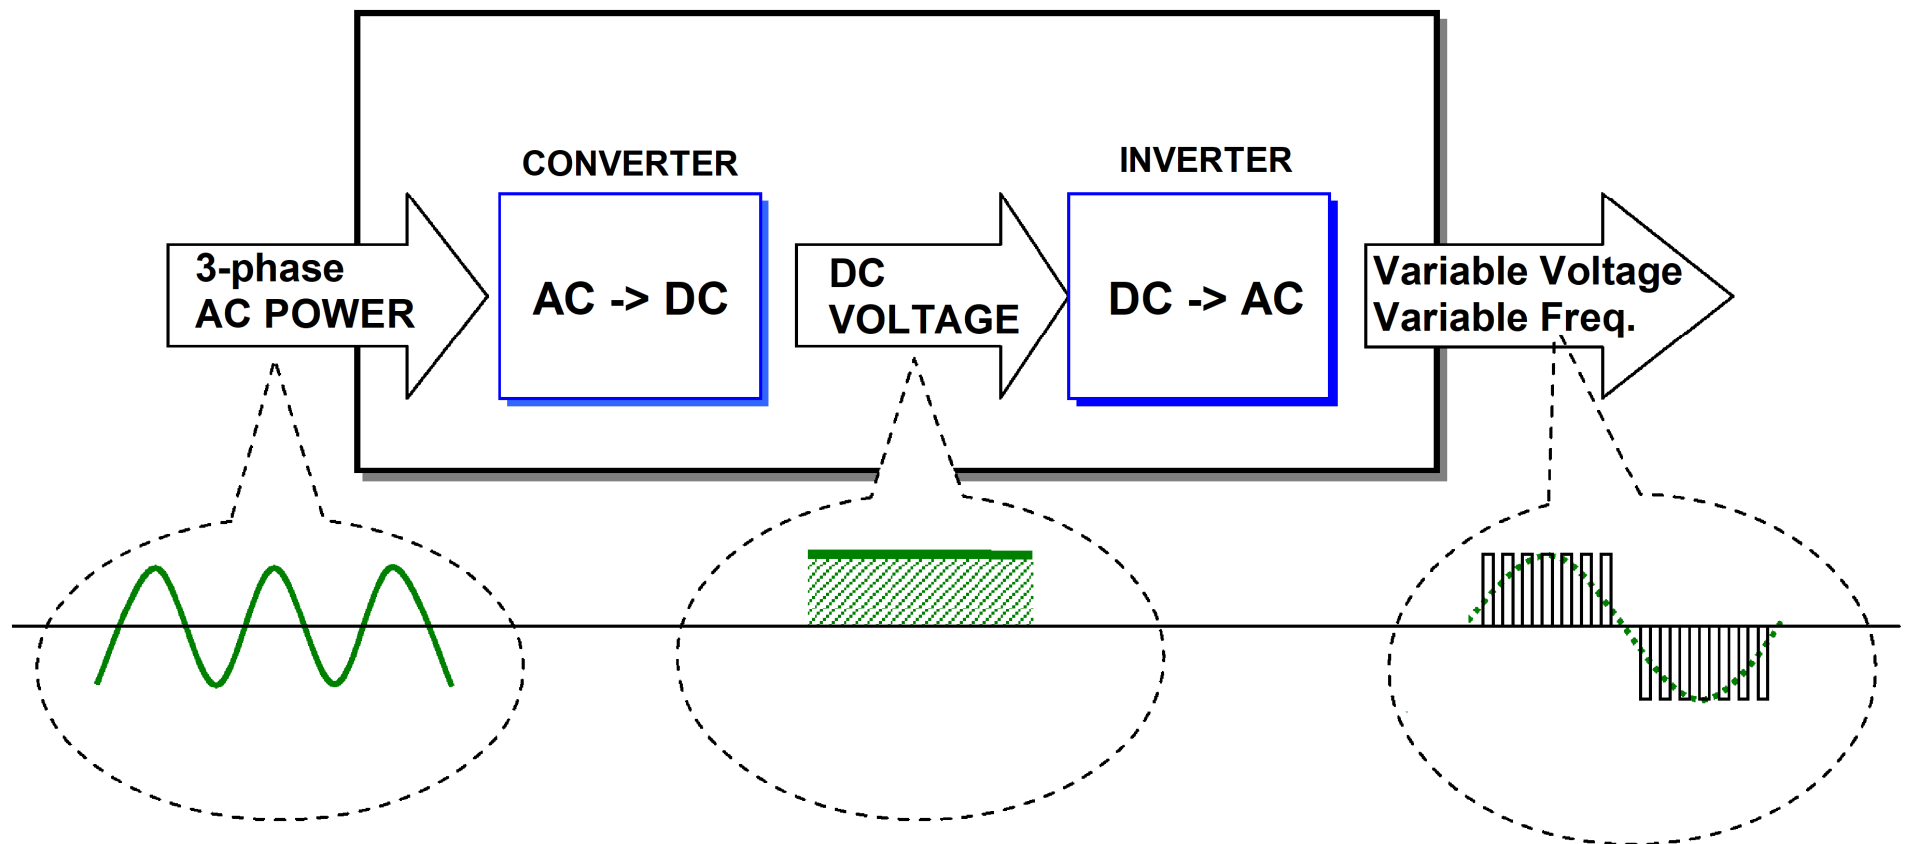 CONVERTER
INVERTER
3-phase
AC POWER
AC -> DC
DC
VOLTAGE
DC -> AC
Variable Voltage
Variable Freq.